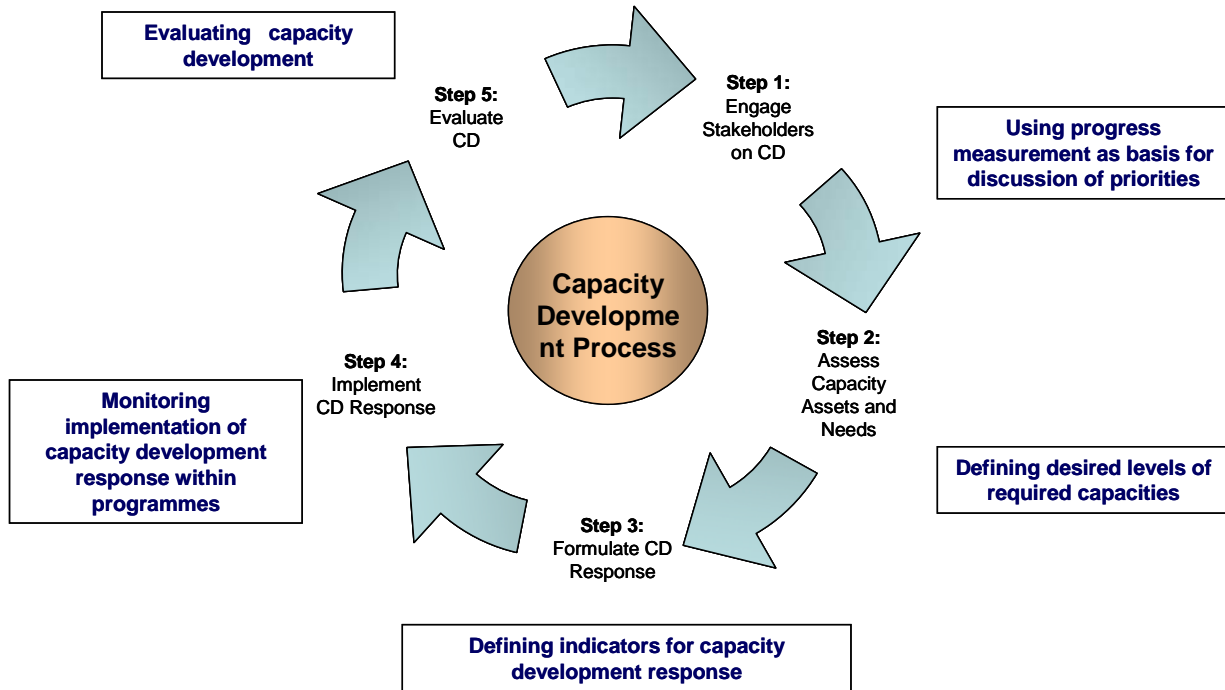 Evaluating capacity
development
Step 5:
Evaluate
CD
Step 1:
Engage
Stakeholders
on CD
Using progress
measurement as basis for
discussion of priorities
Capacity
Developme
nt Process
Step 2:
Assess
Capacity
Assets and
Needs
Step 4:
Implement
CD Response
Monitoring
implementation of
capacity development
response within
programmes
Defining desired levels of
required capacities
Step 3:
Formulate CD
Response
Defining indicators for capacity
development response